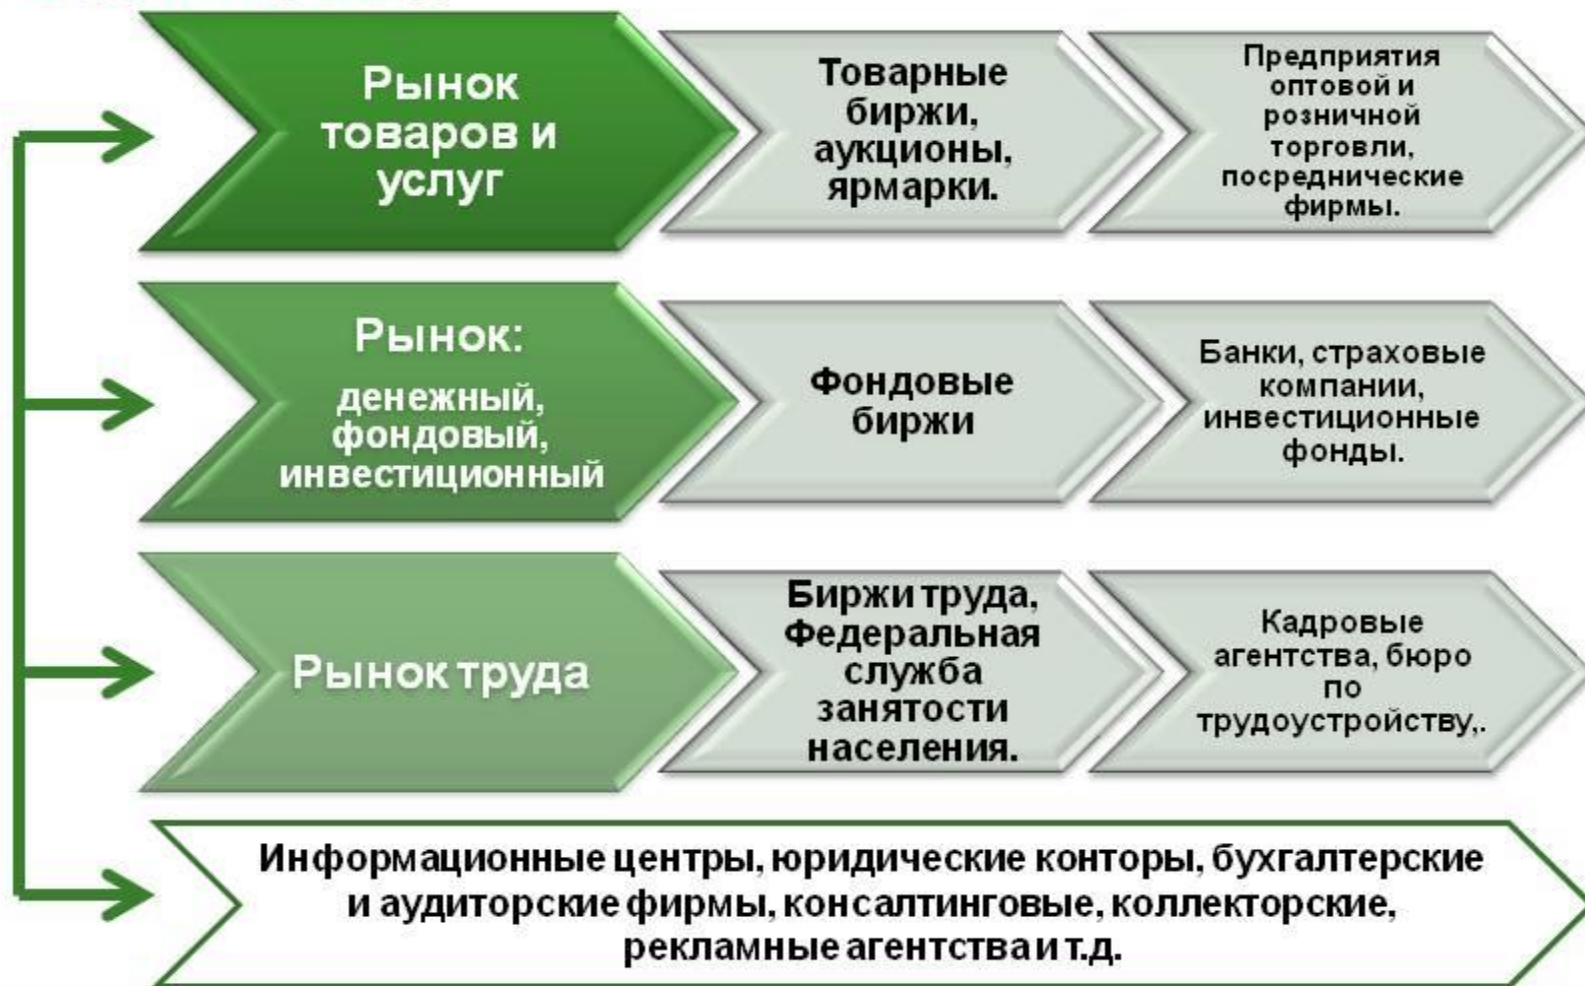 Рынок
товаров и
услуг
Товарные
биржи,
аукционы,
ярмарки.
Предприятия
оптовой и
розничной
торговли,
посреднические
фирмы.
Рынок:
денежный,
фондовый,
инвестиционный
Фондовые
биржи
Банки, страховые
компании,
инвестиционные
фонды.
Рынок труда
Биржи труда,
Федеральная
служба
занятости
населения.
Кадровые
агентства, бюро
по
трудоустройству,.
Информационные центры, юридические конторы, бухгалтерские
и аудиторские фирмы, консалтинговые, коллекторские,
рекламные агентства и т.д.